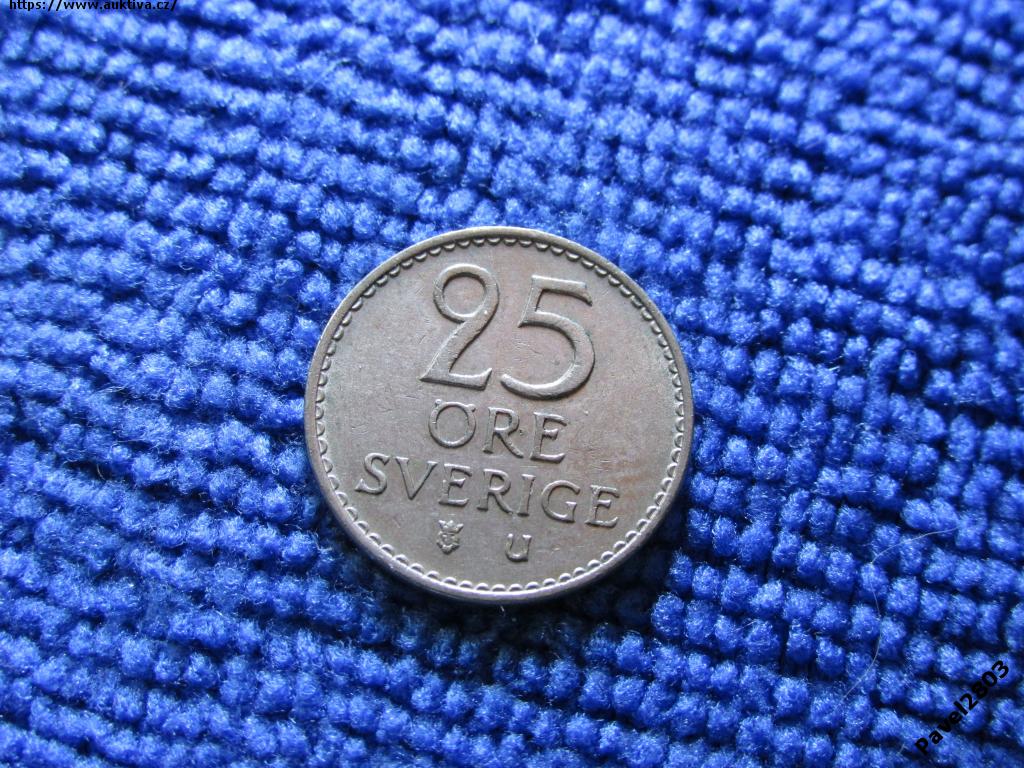 https://www.auktiva.cz/
25
ÖRE
SVERIGE
U
Pavel2803